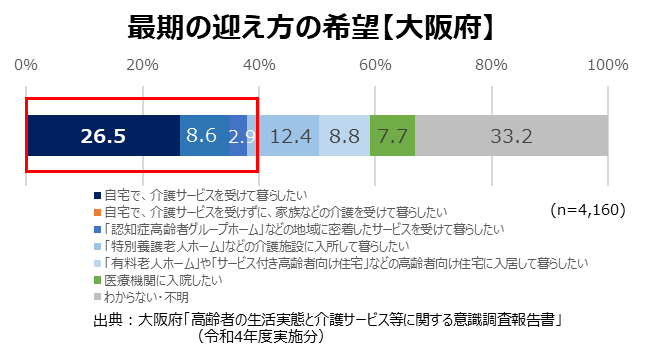 最期の迎え方の希望【大阪府】
0% 20% 40% 60% 80% 100%
26.5 8.6 2.9 12.4 8.8 7.7 33.2
自宅で、介護サービスを受けて暮らしたい
自宅で、介護サービスを受けずに、家族などの介護を受けて暮らしたい
(n=4,160)
「認知症高齢者グループホーム」などの地域に密着したサービスを受けて暮らしたい
「特別養護老人ホーム」などの介護施設に入所して暮らしたい
「有料老人ホーム」や「サービス付き高齢者向け住宅」などの高齢者向け住宅に入居して暮らしたい
医療機関に入院したい
わからない・不明
出典：大阪府「高齢者の生活実態と介護サービス等に関する意識調査報告書」
（令和4年度実施分）